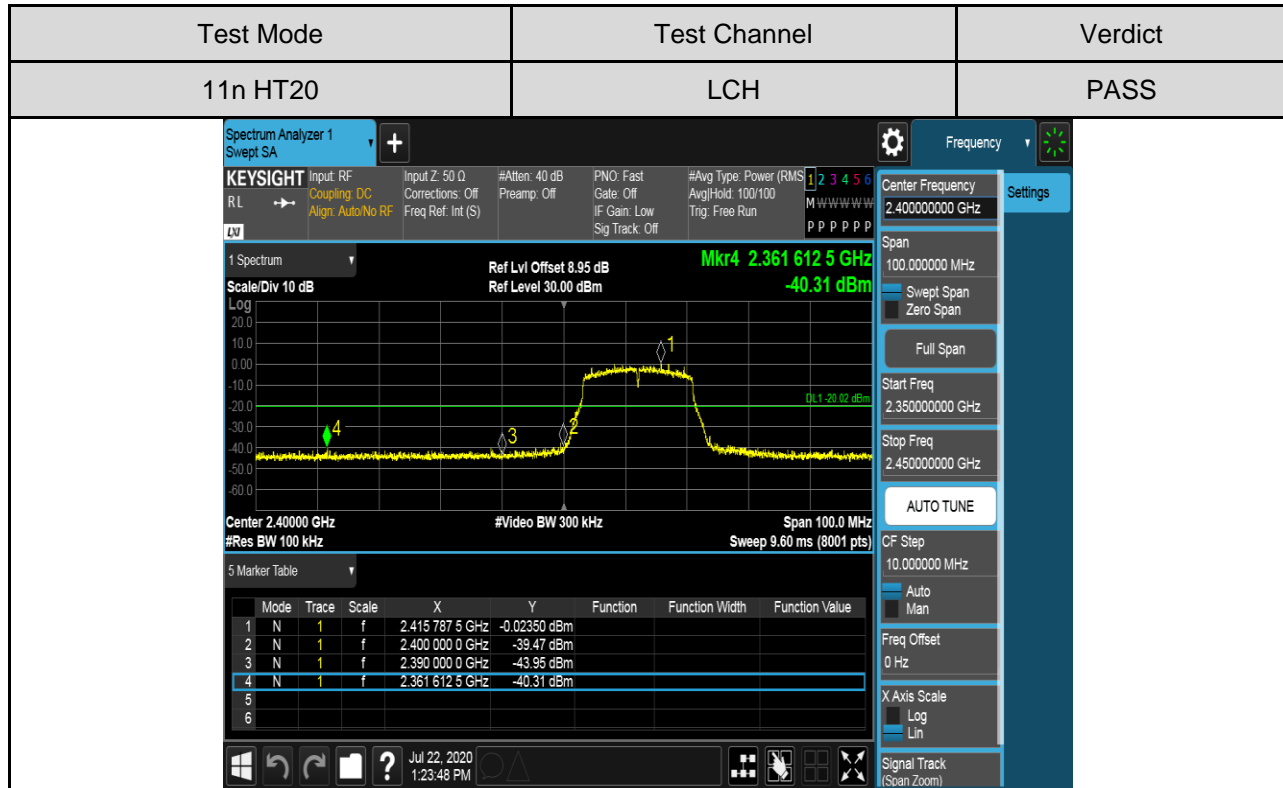 Test Mode Test Channel Verdict
11n HT20 LCH PASS
Spectrum Analyzer 1
Swept SA
+
Frequency
KEYSIGHT
RL
LXI
Input: RF
Coupling: DC
Align: Auto/No RF
Input Z: 50 Ω
Corrections: Off
Freq Ref: Int (S)
#Atten: 40 dB
Preamp: Off
PNO: Fast
Gate: Off
IF Gain: Low
Sig Track: Off
#Avg Type: Power (RMS
Avg|Hold: 100/100
Trig: Free Run
1 2 3 4 5 6
M W W W W W
P P P P P P
1 Spectrum
Scale/Div 10 dB
Ref Lvl Offset 8.95 dB
Ref Level 30.00 dBm
Mkr4 2.361 612 5 GHz
-40.31 dBm
Log
20.0
10.0
0.00
-10.0
-20.0
-30.0
-40.0
-50.0
-60.0
1
DL1 -20.02 dBm
4
3
2
Center 2.40000 GHz
#Res BW 100 kHz
#Video BW 300 kHz
Span 100.0 MHz
Sweep 9.60 ms (8001 pts)
5 Marker Table
Mode Trace Scale X Y Function Function Width Function Value
1 N 1 f 2.415 787 5 GHz -0.02350 dBm
2 N 1 f 2.400 000 0 GHz -39.47 dBm
3 N 1 f 2.390 000 0 GHz -43.95 dBm
4 N 1 f 2.361 612 5 GHz -40.31 dBm
5
6
?
Jul 22, 2020
1:23:48 PM
Center Frequency
2.400000000 GHz
Settings
Span
100.000000 MHz
Swept Span
Zero Span
Full Span
Start Freq
2.350000000 GHz
Stop Freq
2.450000000 GHz
AUTO TUNE
CF Step
10.000000 MHz
Auto
Man
Freq Offset
0 Hz
X Axis Scale
Log
Lin
Signal Track
(Span Zoom)